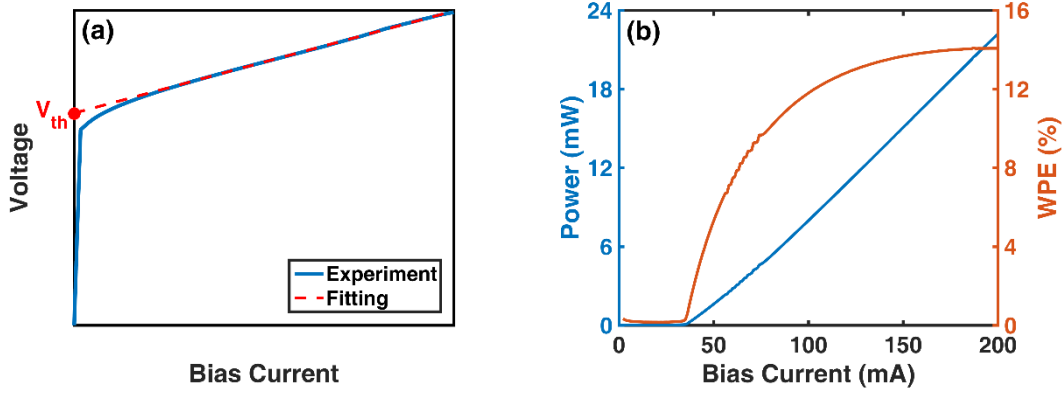 (a)
V_th
Voltage
Experiment
Fitting
Bias Current
(b)
24
18
12
6
0
Power (mW)
16
12
8
4
0
WPE (%)
0 50 100 150 200
Bias Current (mA)